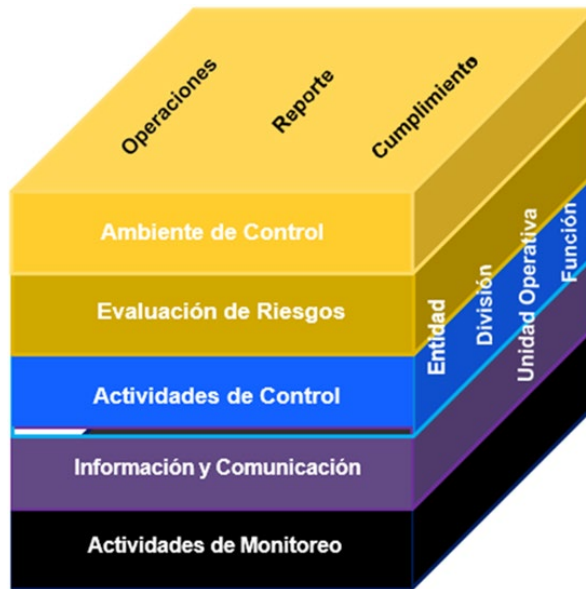 Operaciones
Reporte
Cumplimiento
Ambiente de Control
Evaluación de Riesgos
Actividades de Control
Información y Comunicación
Actividades de Monitoreo
Entidad
División
Unidad Operativa
Función